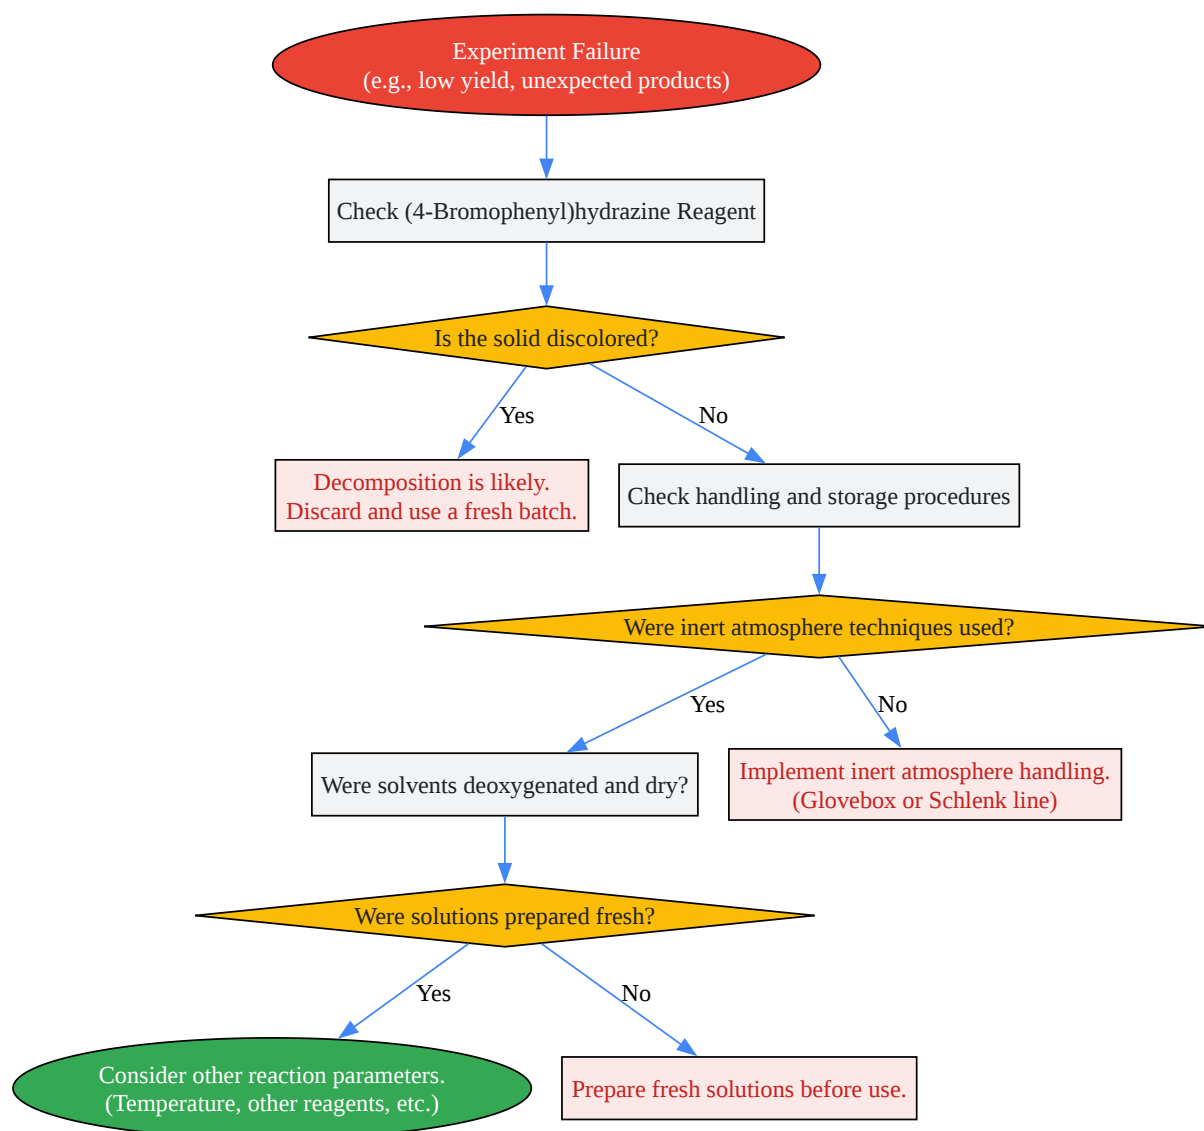 Experiment Failure
(e.g., low yield, unexpected products)
Check (4-Bromophenyl)hydrazine Reagent
Is the solid discolored?
Yes
No
Decomposition is likely.
Discard and use a fresh batch.
Check handling and storage procedures
Were inert atmosphere techniques used?
Yes
No
Were solvents deoxygenated and dry?
Implement inert atmosphere handling.
(Glovebox or Schlenk line)
Were solutions prepared fresh?
Yes
No
Consider other reaction parameters.
(Temperature, other reagents, etc.)
Prepare fresh solutions before use.